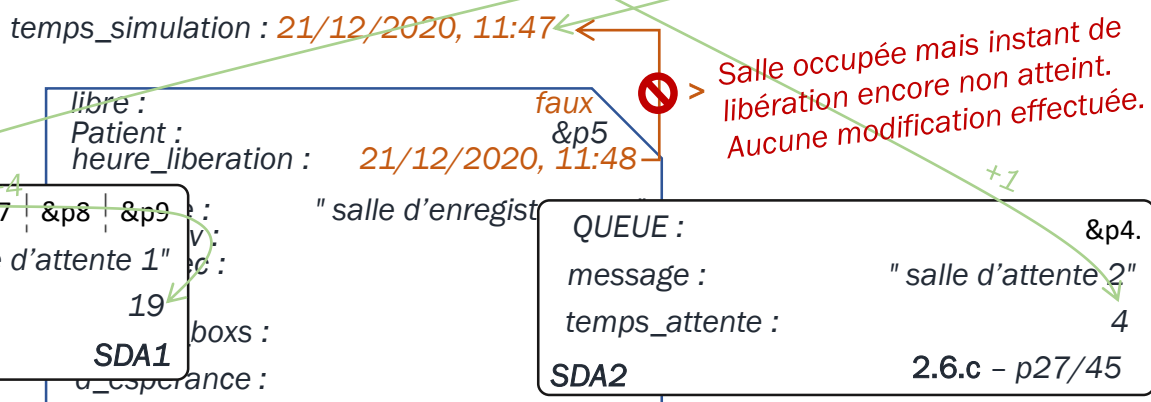 temps_simulation : 21/12/2020, 11:47
> Salle occupée mais instant de
libération encore non atteint.
Aucune modification effectuée.
libre : faux
Patient : &p5
heure_liberation : 21/12/2020, 11:48
+1
&p8 &p9
" salle d'enregist
d'attente 1"
19
boxs :
SDA1
QUEUE : &p4.
message : " salle d'attente 2"
temps_attente : 4
SDA2 2.6.c – p27/45